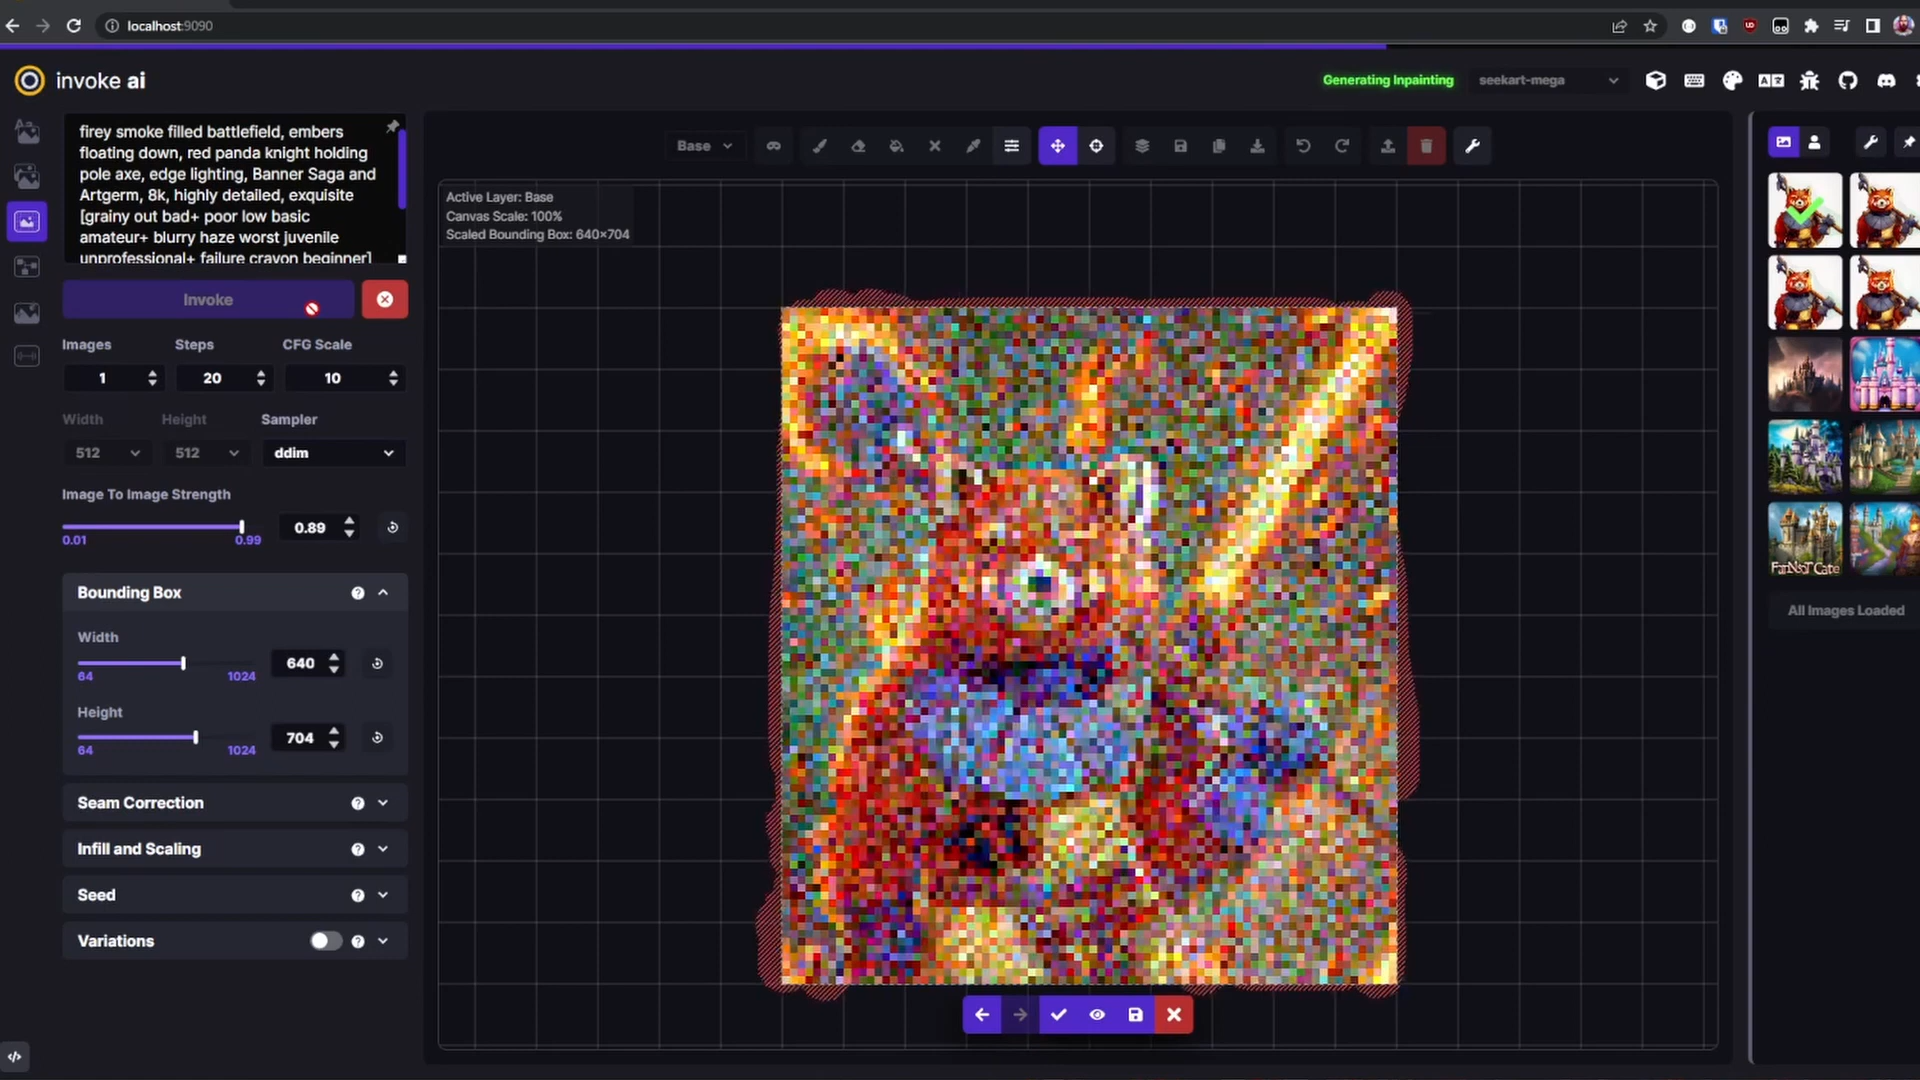 localhost:9090
invoke ai
Generating Inpainting
seekart-mega
firey smoke filled battlefield, embers
floating down, red panda knight holding
pole axe, edge lighting, Banner Saga and
Artgerm, 8k, highly detailed, exquisite
[grainy out bad+ poor low basic
amateur+ blurry haze worst juvenile
unprofessional+ failure crayon beginner]
Invoke
Images
Steps
CFG Scale
1
20
10
Width
Height
Sampler
512
512
ddim
Image To Image Strength
0.89
0.01
0.99
Bounding Box
Width
640
64
1024
Height
704
64
1024
Seam Correction
Infill and Scaling
Seed
Variations
Base
Active Layer: Base
Canvas Scale: 100%
Scaled Bounding Box: 640×704
All Images Loaded